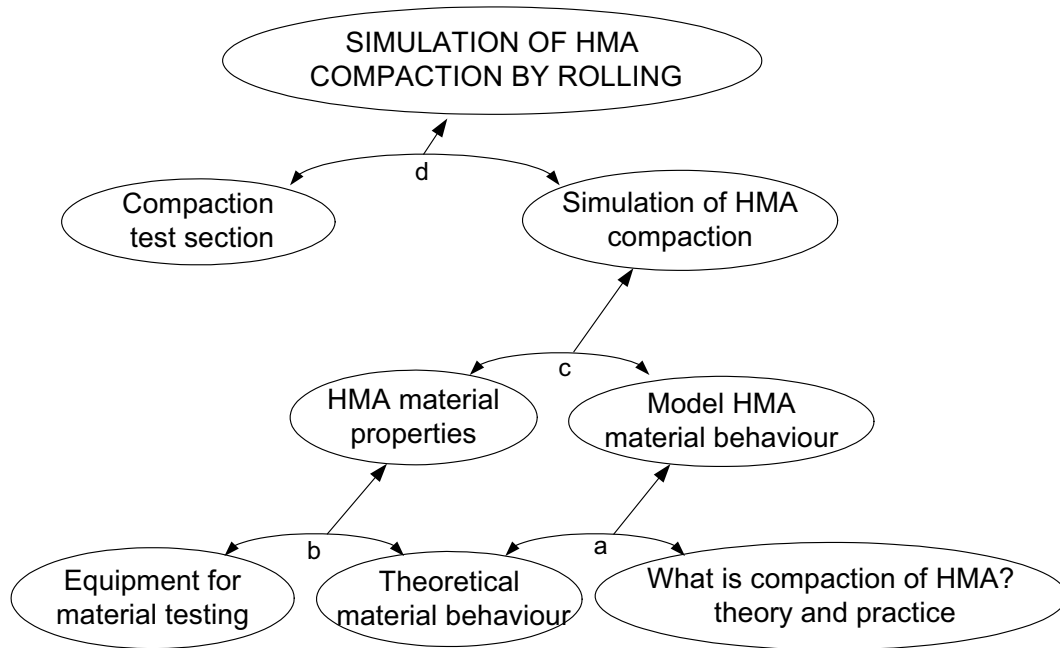 SIMULATION OF HMA
COMPACTION BY ROLLING
d
Compaction
test section
Simulation of HMA
compaction
c
HMA material
properties
Model HMA
material behaviour
b
a
Equipment for
material testing
Theoretical
material behaviour
What is compaction of HMA?
theory and practice